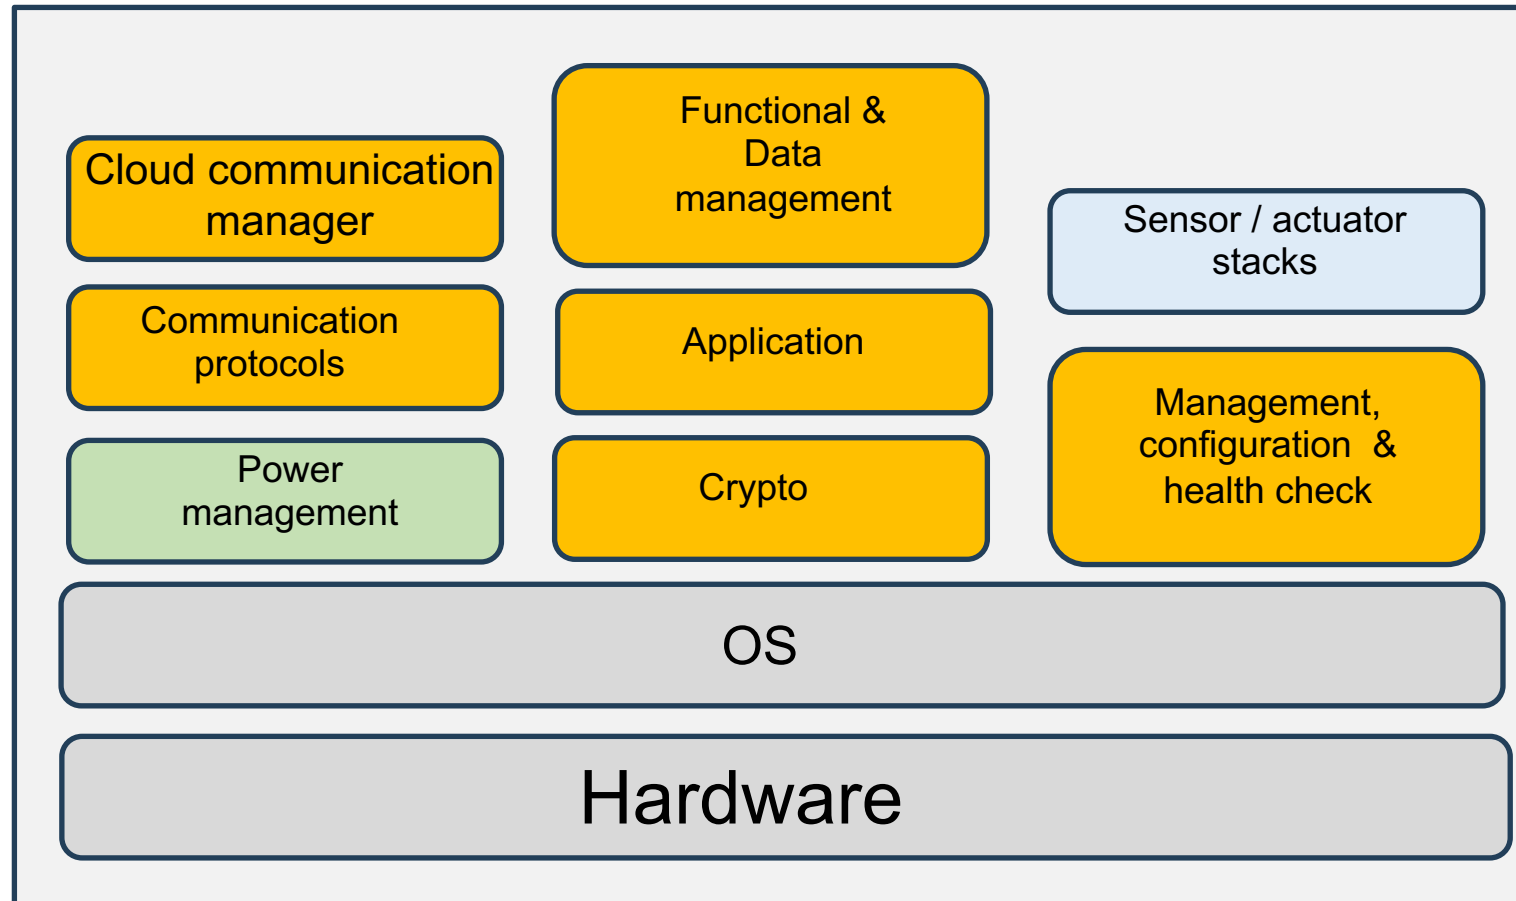 Cloud communication
manager
Communication
protocols
Power
management
Functional &
Data
management
Application
Crypto
Sensor / actuator
stacks
Management,
configuration &
health check
OS
Hardware